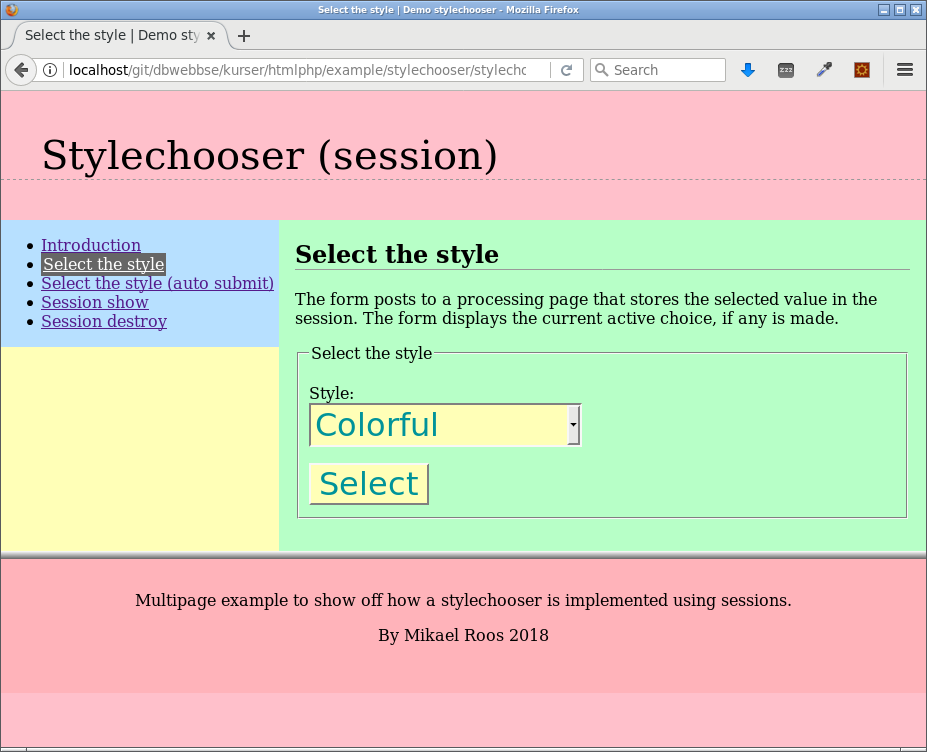 Select the style | Demo stylechooser - Mozilla Firefox
Select the style | Demo sty
localhost/git/dbwebbse/kurser/htmlphp/example/stylechooser/stylecho
Search
Stylechooser (session)
Introduction
Select the style
Select the style (auto submit)
Session show
Session destroy
Select the style
The form posts to a processing page that stores the selected value in the
session. The form displays the current active choice, if any is made.
Select the style
Style:
Colorful
Select
Multipage example to show off how a stylechooser is implemented using sessions.
By Mikael Roos 2018